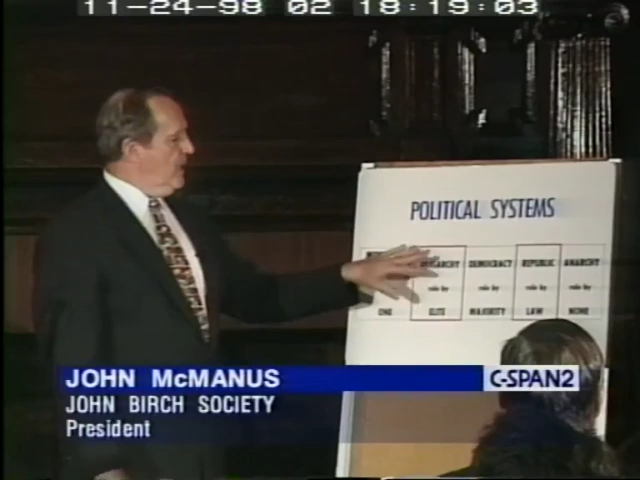 11-24-98 02 18:19:03
POLITICAL SYSTEMS
DEMOCRACY REPUBLIC ANARCHY
rule by rule by rule by rule by
ONE ELITE MAJORITY LAW NONE
JOHN McMANUS
C-SPAN2
JOHN BIRCH SOCIETY
President